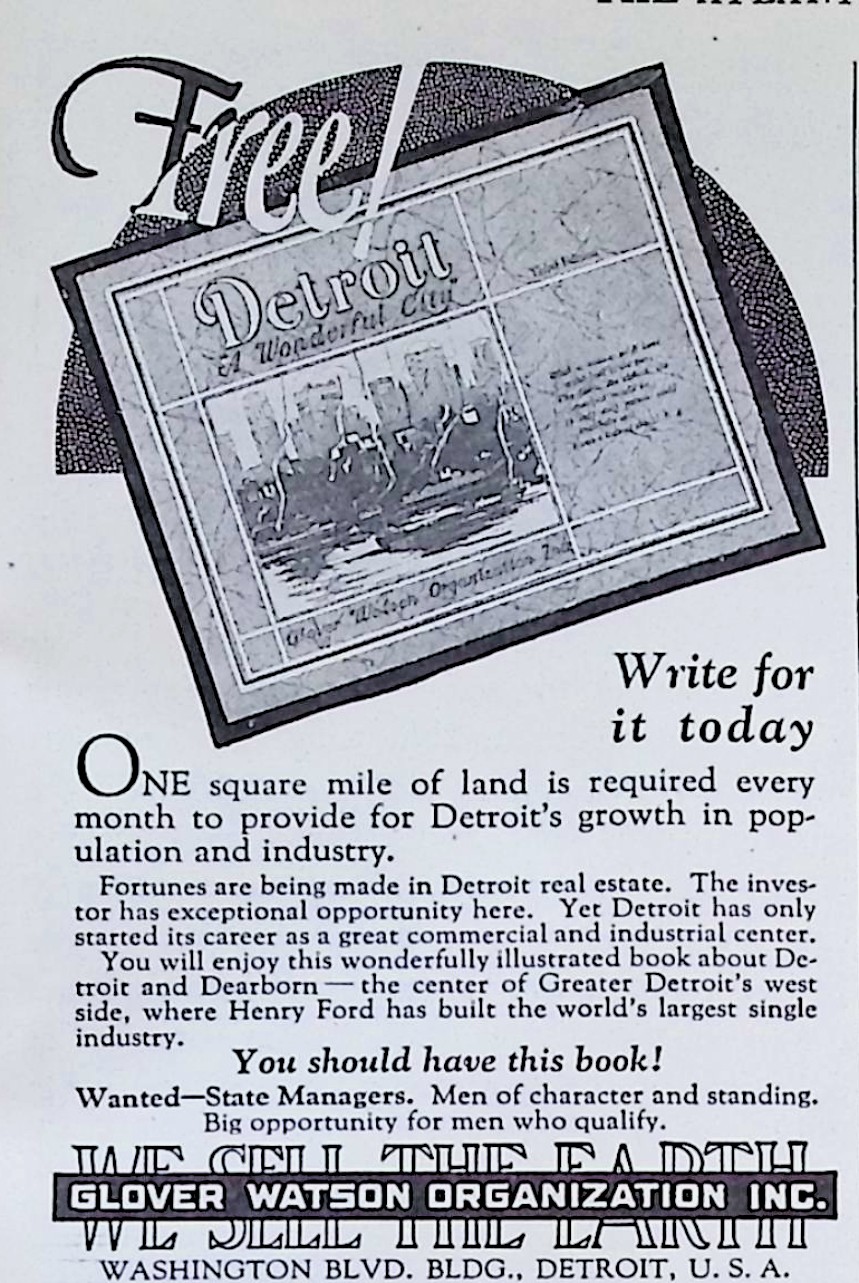 Free!
Detroit
"A Wonderful City"
Third Edition
Glover Watson Organization Inc.
Write for
it today
ONE square mile of land is required every
month to provide for Detroit's growth in pop-
ulation and industry.
Fortunes are being made in Detroit real estate. The inves-
tor has exceptional opportunity here. Yet Detroit has only
started its career as a great commercial and industrial center.
You will enjoy this wonderfully illustrated book about De-
troit and Dearborn — the center of Greater Detroit's west
side, where Henry Ford has built the world's largest single
industry.
You should have this book!
Wanted—State Managers. Men of character and standing.
Big opportunity for men who qualify.
WE SELL THE EARTH
GLOVER WATSON ORGANIZATION INC.
WASHINGTON BLVD. BLDG., DETROIT, U. S. A.